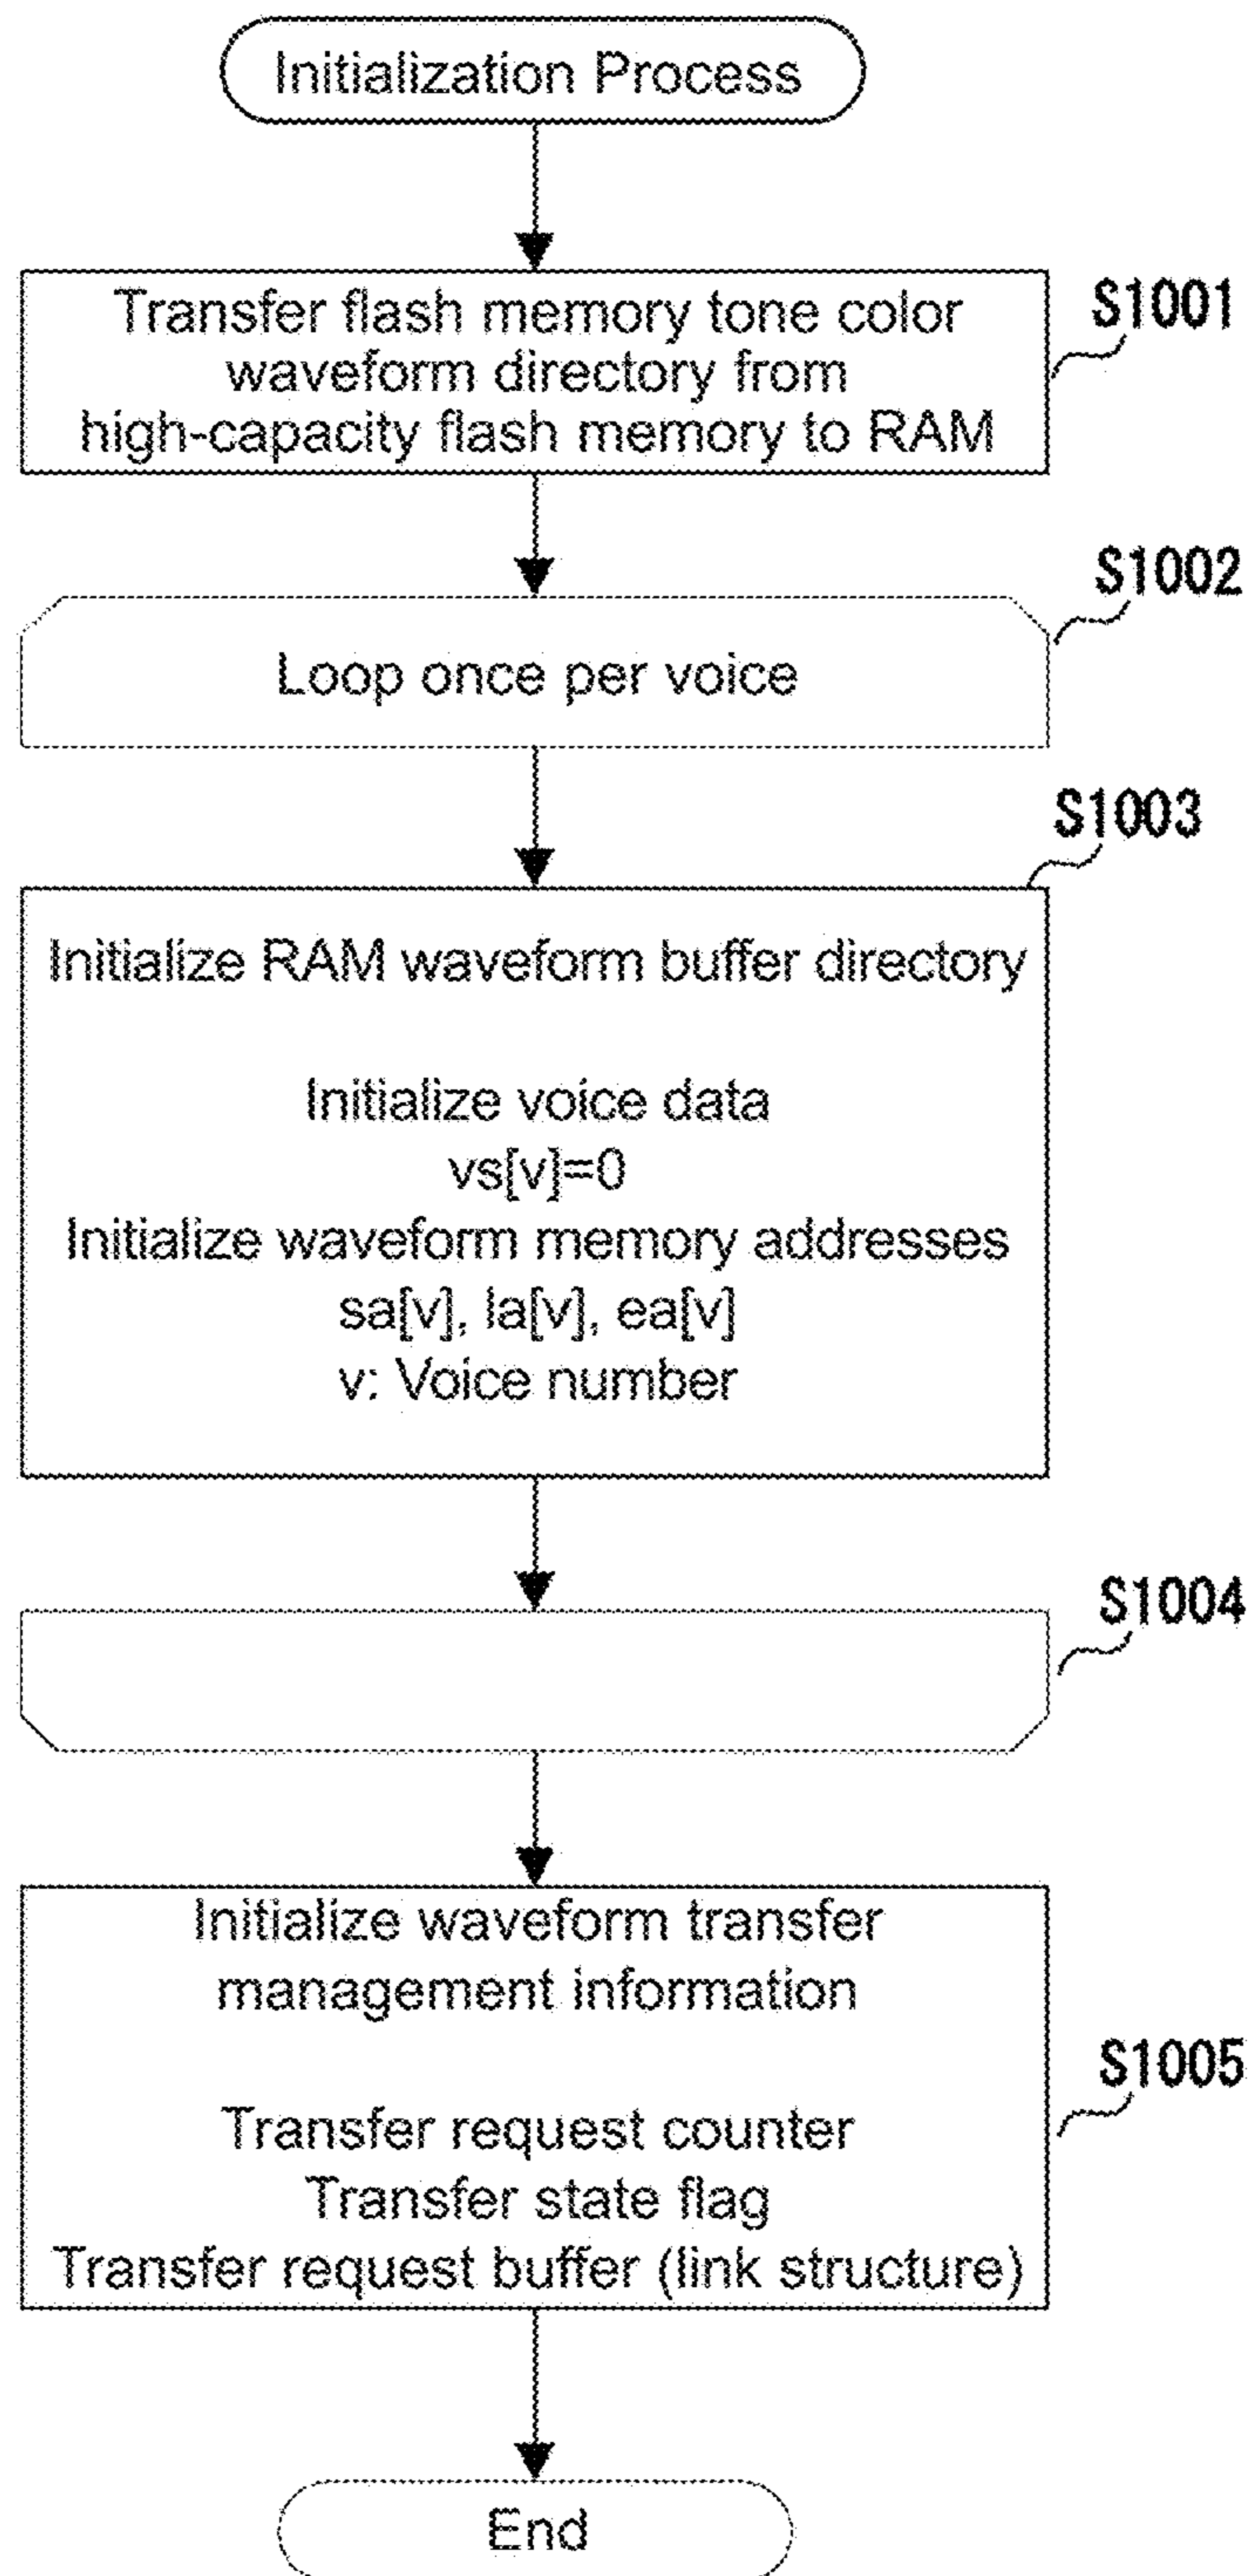 Initialization Process
S1001
Transfer flash memory tone color
waveform directory from
high-capacity flash memory to RAM
S1002
Loop once per voice
S1003
Initialize RAM waveform buffer directory
Initialize voice data
vs[v]=0
Initialize waveform memory addresses
sa[v], la[v], ea[v]
v: Voice number
S1004
Initialize waveform transfer
management information
S1005
Transfer request counter
Transfer state flag
Transfer request buffer (link structure)
End